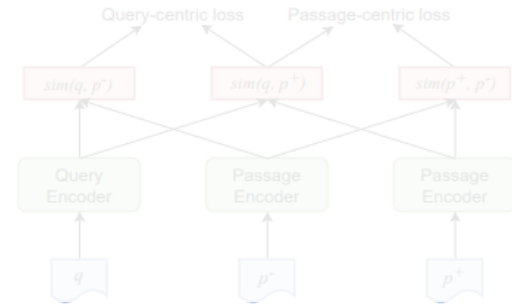 Query-centric loss Passage-centric loss
sim(q, p⁻) sim(q, p⁺) sim(p⁺, p⁻)
Query Encoder Passage Encoder Passage Encoder
q p⁻ p⁺